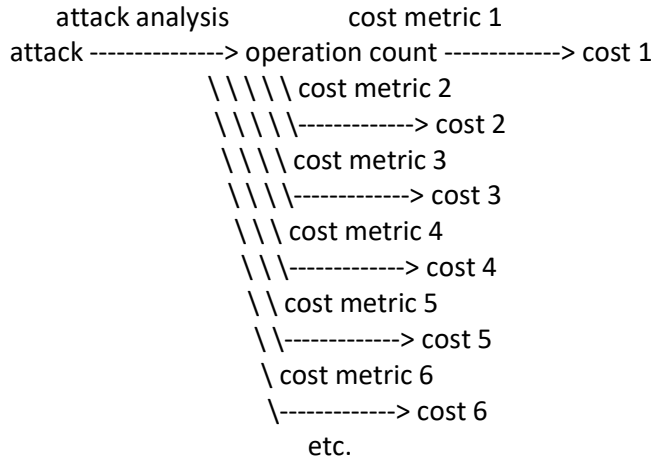 attack analysis cost metric 1
attack ---------------> operation count -------------> cost 1
\ \ \ \ \ cost metric 2
\ \ \ \ \-------------> cost 2
\ \ \ \ cost metric 3
\ \ \ \-------------> cost 3
\ \ \ cost metric 4
\ \ \-------------> cost 4
\ \ cost metric 5
\ \-------------> cost 5
\ cost metric 6
\-------------> cost 6
etc.